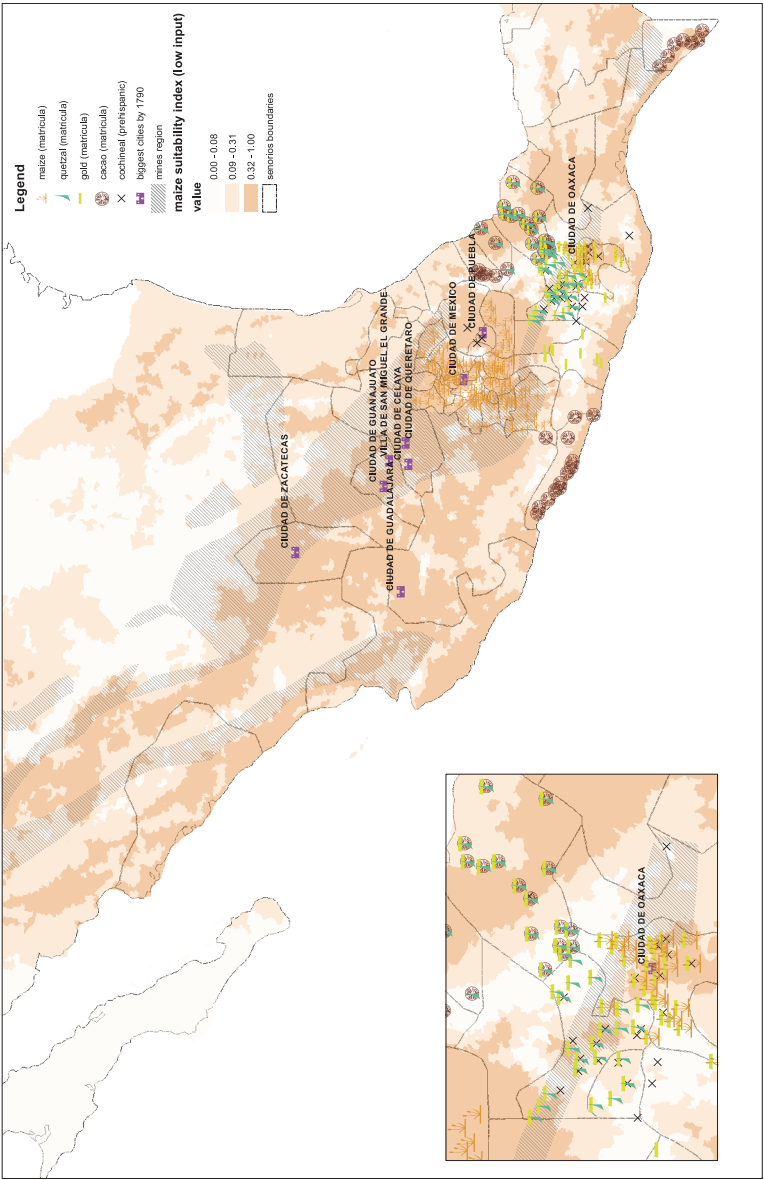 Legend
maize (matricula)
quetzal (matricula)
gold (matricula)
cacao (matricula)
cochineal (prehispanic)
biggest cities by 1790
mines region
maize suitability index (low input)
value
0.00 - 0.08
0.09 - 0.31
0.32 - 1.00
senorios boundaries
CIUDAD DE ZACATECAS
CIUDAD DE GUANAJUATO
VILLA DE SAN MIGUEL EL GRANDE
CIUDAD DE GUADALAJARA
CIUDAD DE CELAYA
CIUDAD DE QUERETARO
CIUDAD DE MEXICO
CIUDAD DE PUEBLA
CIUDAD DE OAXACA
CIUDAD DE OAXACA